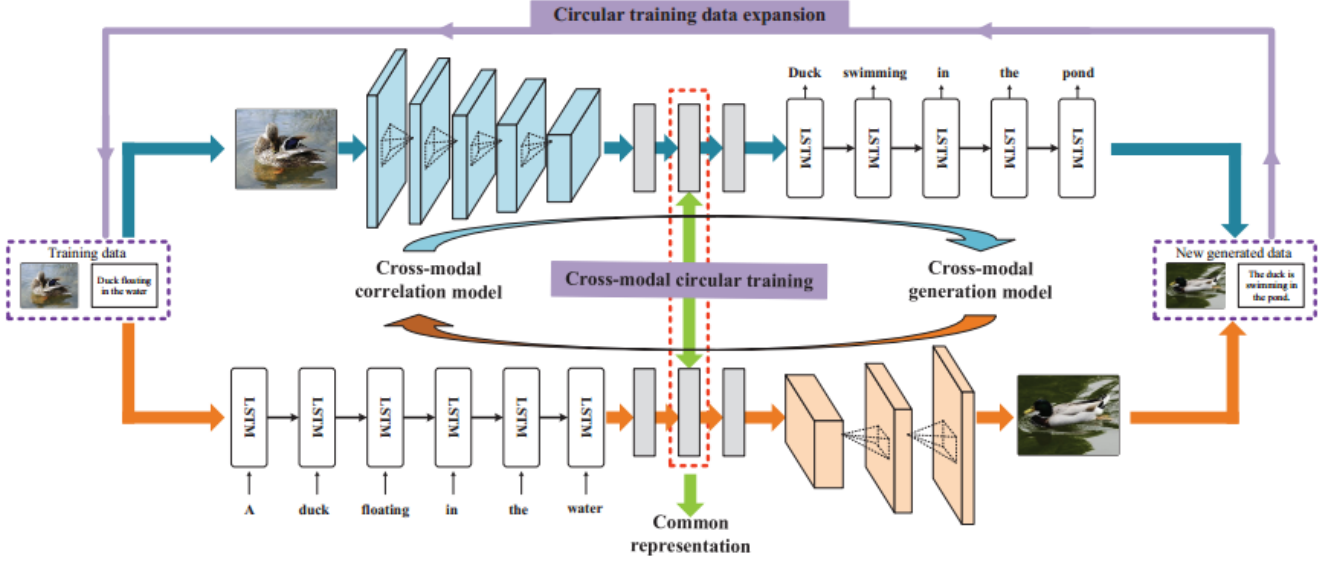 Circular training data expansion
Duck swimming in the pond
LSTM LSTM LSTM LSTM LSTM
Training data
Duck floating
in the water
Cross-modal
correlation model
Cross-modal circular training
Cross-modal
generation model
New generated data
The duck is
swimming in
the pond.
LSTM LSTM LSTM LSTM LSTM LSTM
A duck floating in the water
Common
representation